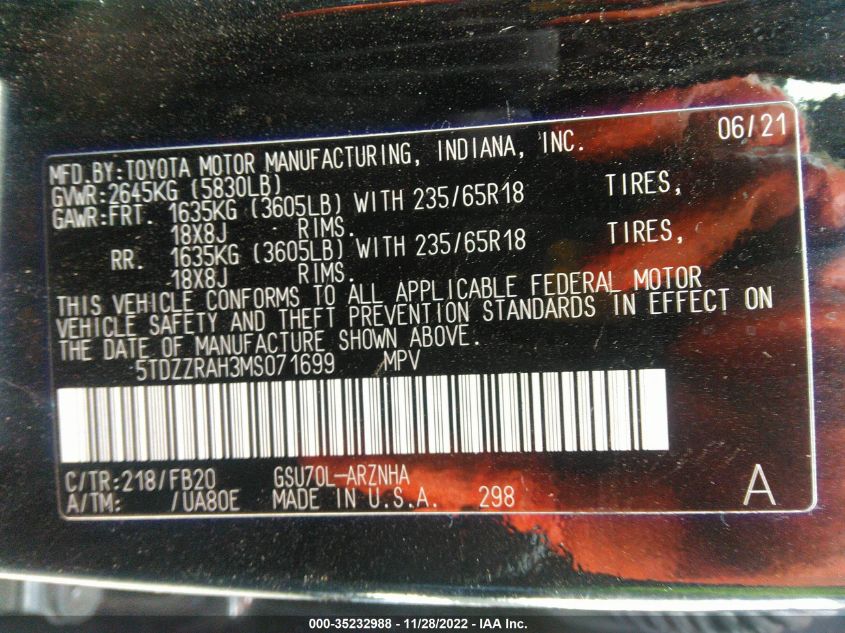 06/21
MFD.BY:TOYOTA MOTOR MANUFACTURING, INDIANA, INC.
GVWR:2645KG (5830LB)
GAWR:FRT. 1635KG (3605LB) WITH 235/65R18 TIRES,
18X8J RIMS.
RR. 1635KG (3605LB) WITH 235/65R18 TIRES,
18X8J RIMS.
THIS VEHICLE CONFORMS TO ALL APPLICABLE FEDERAL MOTOR
VEHICLE SAFETY AND THEFT PREVENTION STANDARDS IN EFFECT ON
THE DATE OF MANUFACTURE SHOWN ABOVE.
5TDZZRAH3MS071699 MPV
C/TR:218/FB20 GSU70L-ARZNHA
A/TM: /UA80E MADE IN U.S.A. 298 A
000-35232988 - 11/28/2022 - IAA Inc.